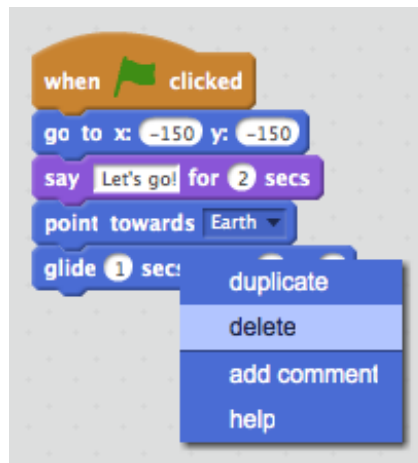 when clicked
go to x: -150 y: -150
say Let's go! for 2 secs
point towards Earth
glide 1 secs
duplicate
delete
add comment
help